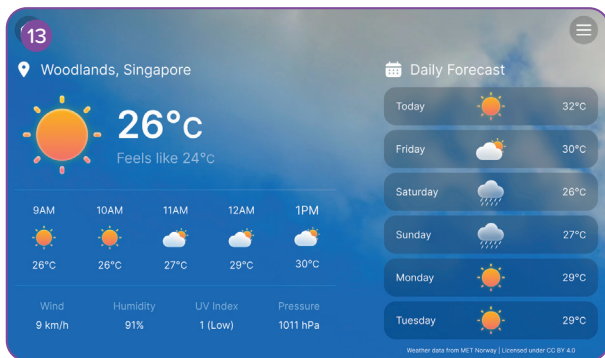 13
Woodlands, Singapore
26°c
Feels like 24°c
9AM 10AM 11AM 12AM 1PM
26°C 26°C 27°C 29°C 30°C
Wind Humidity UV Index Pressure
9 km/h 91% 1 (Low) 1011 hPa
Daily Forecast
Today 32°C
Friday 30°C
Saturday 26°C
Sunday 27°C
Monday 29°C
Tuesday 29°C
Weather data from MET Norway | Licensed under CC BY 4.0